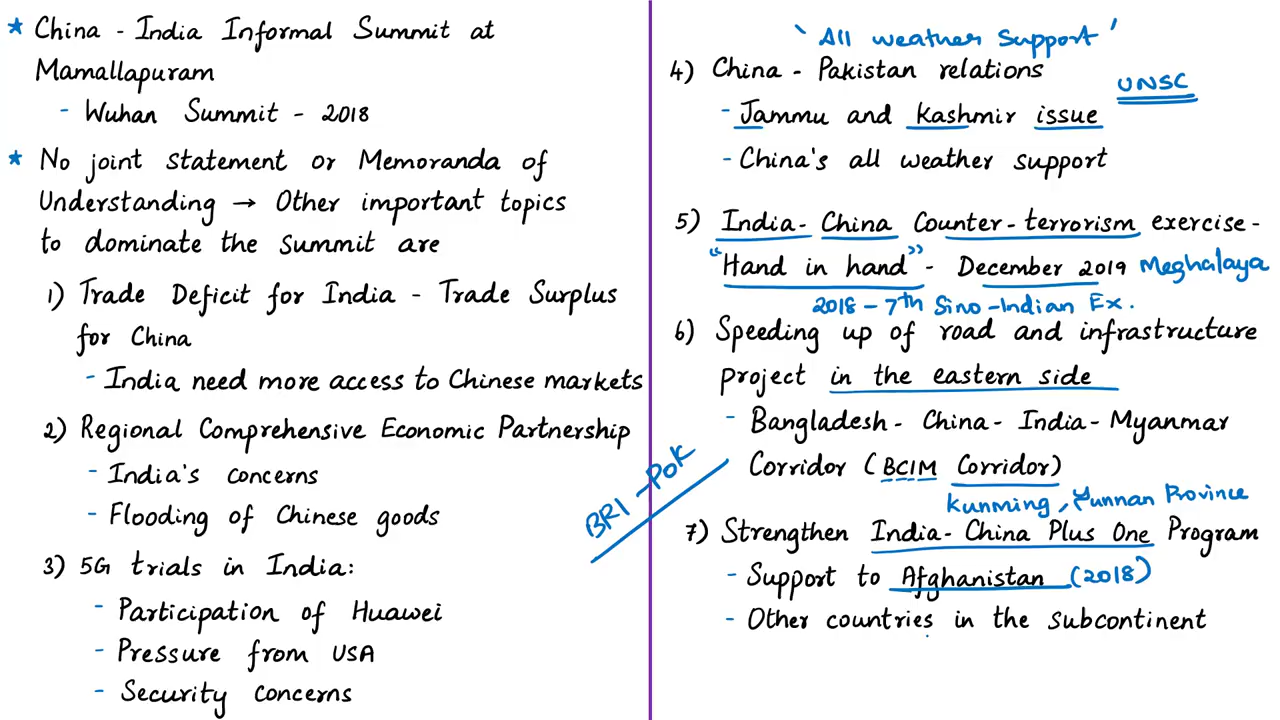 * China - India Informal Summit at
Mamallapuram
- Wuhan Summit - 2018
* No joint statement or Memoranda of
Understanding → Other important topics
to dominate the summit are
1) Trade Deficit for India - Trade Surplus
for China
- India need more access to Chinese markets
2) Regional Comprehensive Economic Partnership
- India's concerns
- Flooding of Chinese goods
3) 5G trials in India:
- Participation of Huawei
- Pressure from USA
- Security concerns
BRI - POK
'All weather support'
4) China - Pakistan relations
UNSC
- Jammu and Kashmir issue
- China's all weather support
5) India - China Counter-terrorism exercise -
"Hand in hand" - December 2019 Meghalaya
2018 - 7th Sino-Indian Ex.
6) Speeding up of road and infrastructure
project in the eastern side
- Bangladesh - China - India - Myanmar
Corridor (BCIM Corridor)
Kunming, Yunnan Province
7) Strengthen India - China Plus One Program
- Support to Afghanistan (2018)
- Other countries in the subcontinent